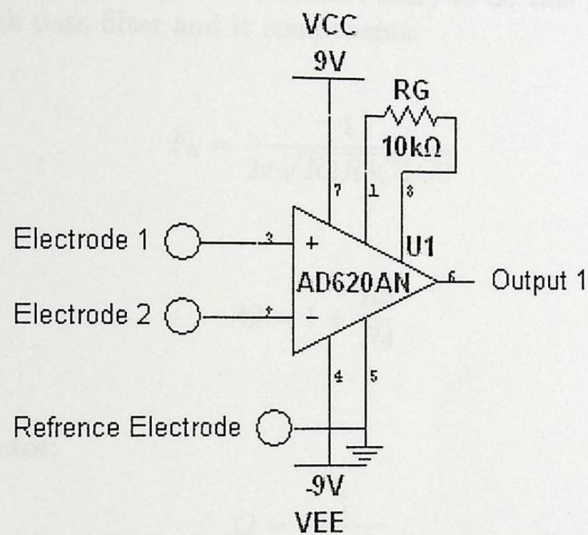 VCC
9V
RG
10kΩ
7
1
8
Electrode 1
3
+
U1
AD620AN
6
Output 1
Electrode 2
2
-
4
5
Refrence Electrode
-9V
VEE